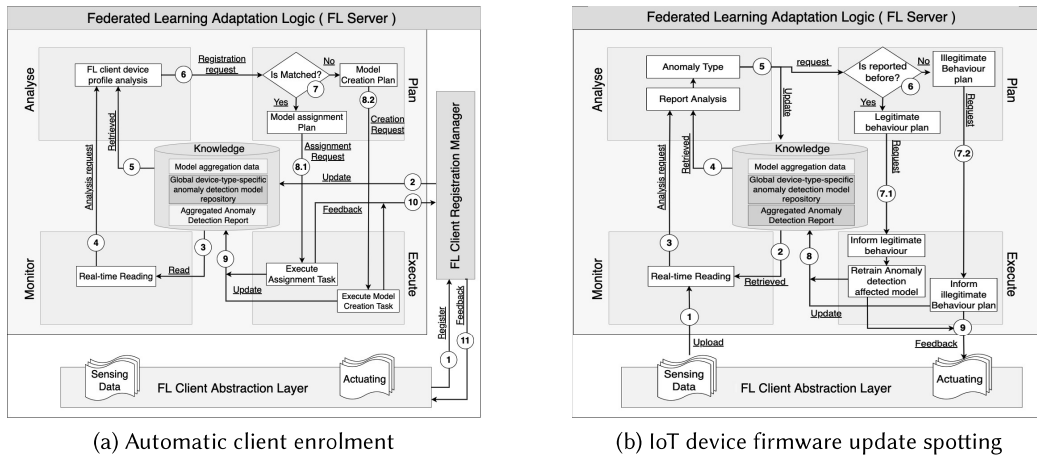 Federated Learning Adaptation Logic ( FL Server)
Analyse
FL client device
profile analysis
6
Registration
request
Is Matched?
7
No
Yes
Model
Creation Plan
Plan
8.2
Creation
Request
Model assignment
Plan
Assignment
Request
8.1
Analysis request
Retrieved
5
4
Knowledge
Model aggregation data
Global device-type-specific
anomaly detection model
repository
Aggregated Anomaly
Detection Report
Update
2
Feedback
10
FL Client Registration Manager
3
9
Read
Monitor
Real-time Reading
Update
Execute
Assignment Task
Execute Model
Creation Task
Execute
Register
1
Feedback
11
Sensing
Data
FL Client Abstraction Layer
Actuating
(a) Automatic client enrolment
Federated Learning Adaptation Logic ( FL Server)
Analyse
Anomaly Type
5
request
Report Analysis
Update
Is reported
before?
6
No
Yes
Illegitimate
Behaviour
plan
Plan
Legitimate
behaviour plan
Request
Request
7.2
7.1
Analysis request
Retrieved
4
3
Knowledge
Model aggregation data
Global device-type-specific
anomaly detection model
repository
Aggregated Anomaly
Detection Report
2
8
Retrieved
Monitor
Real-time Reading
Inform legitimate
behaviour
Retrain Anomaly
detection
affected model
Inform
illegitimate
Behaviour plan
Execute
Update
1
Upload
9
Feedback
Sensing
Data
FL Client Abstraction Layer
Actuating
(b) IoT device firmware update spotting